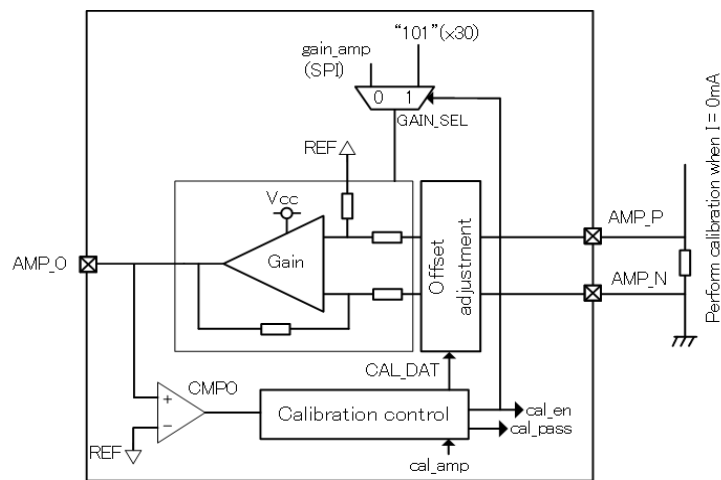 "101"(x30)
gain_amp
(SPI)
0 1
GAIN_SEL
REF
Vcc
Gain
Offset
adjustment
AMP_O
AMP_P
AMP_N
Perform calibration when I = 0mA
CAL_DAT
CMP0
+
−
REF
Calibration control
cal_en
cal_pass
cal_amp